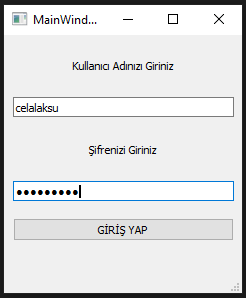 MainWind...
Kullanıcı Adınızı Giriniz
celalaksu
Şifrenizi Giriniz
●●●●●●●●●
GİRİŞ YAP